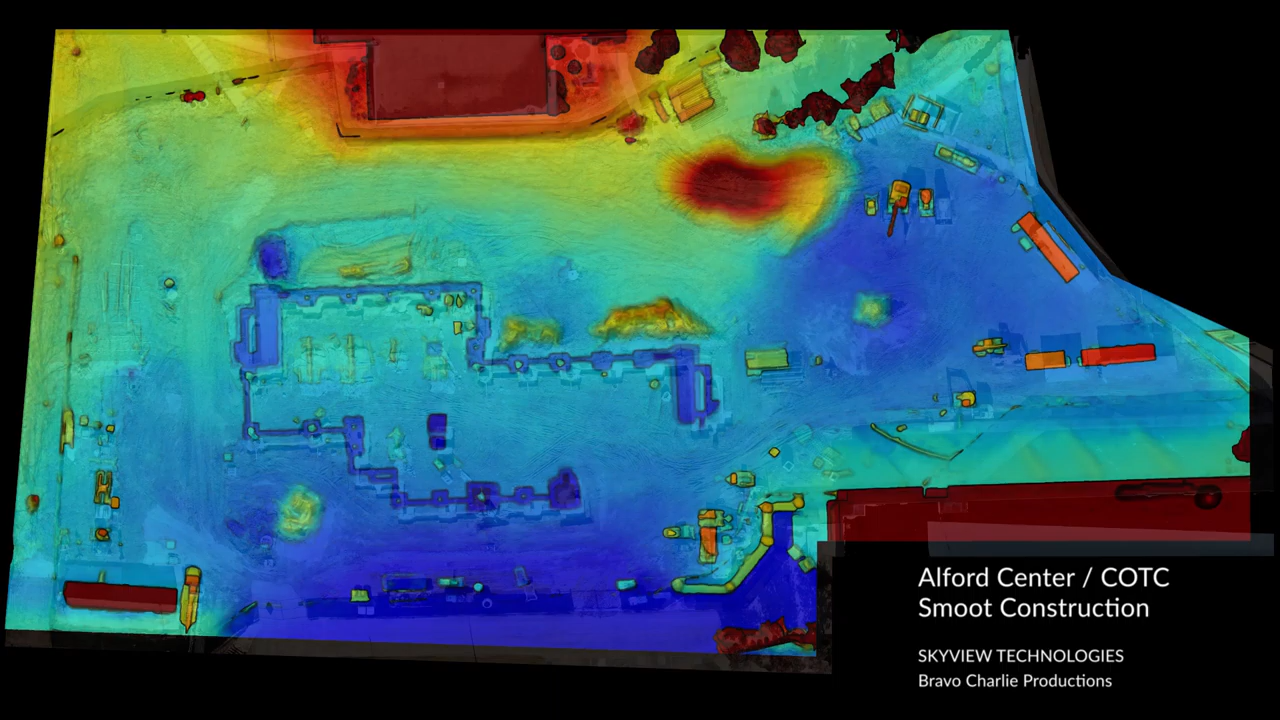 Alford Center / COTC
Smoot Construction
SKYVIEW TECHNOLOGIES
Bravo Charlie Productions